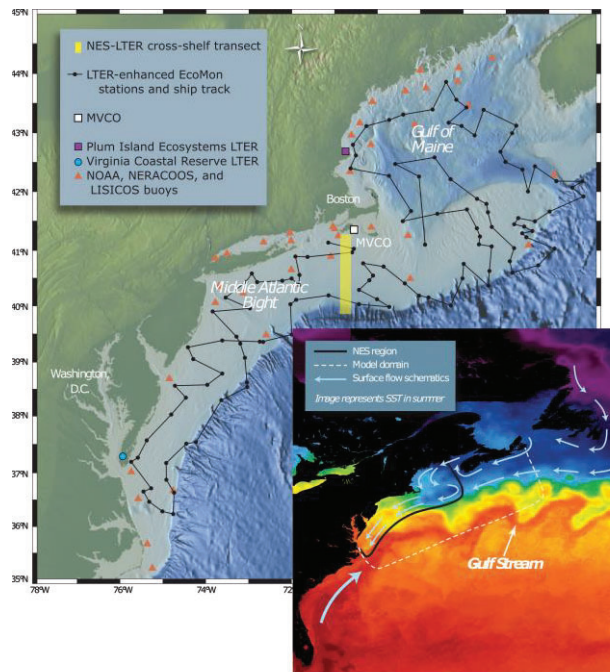 NES-LTER cross-shelf transect
LTER-enhanced EcoMon
stations and ship track
MVCO
Plum Island Ecosystems LTER
Virginia Coastal Reserve LTER
NOAA, NERACOOS, and
LISICOS buoys
45°N
44°N
43°N
42°N
41°N
40°N
39°N
38°N
37°N
36°N
35°N
78°W
76°W
74°W
72°
Gulf of
Maine
Boston
MVCO
Middle Atlantic
Bight
Washington,
D.C.
NES region
Model domain
Surface flow schematics
Image represents SST in summer
Gulf Stream